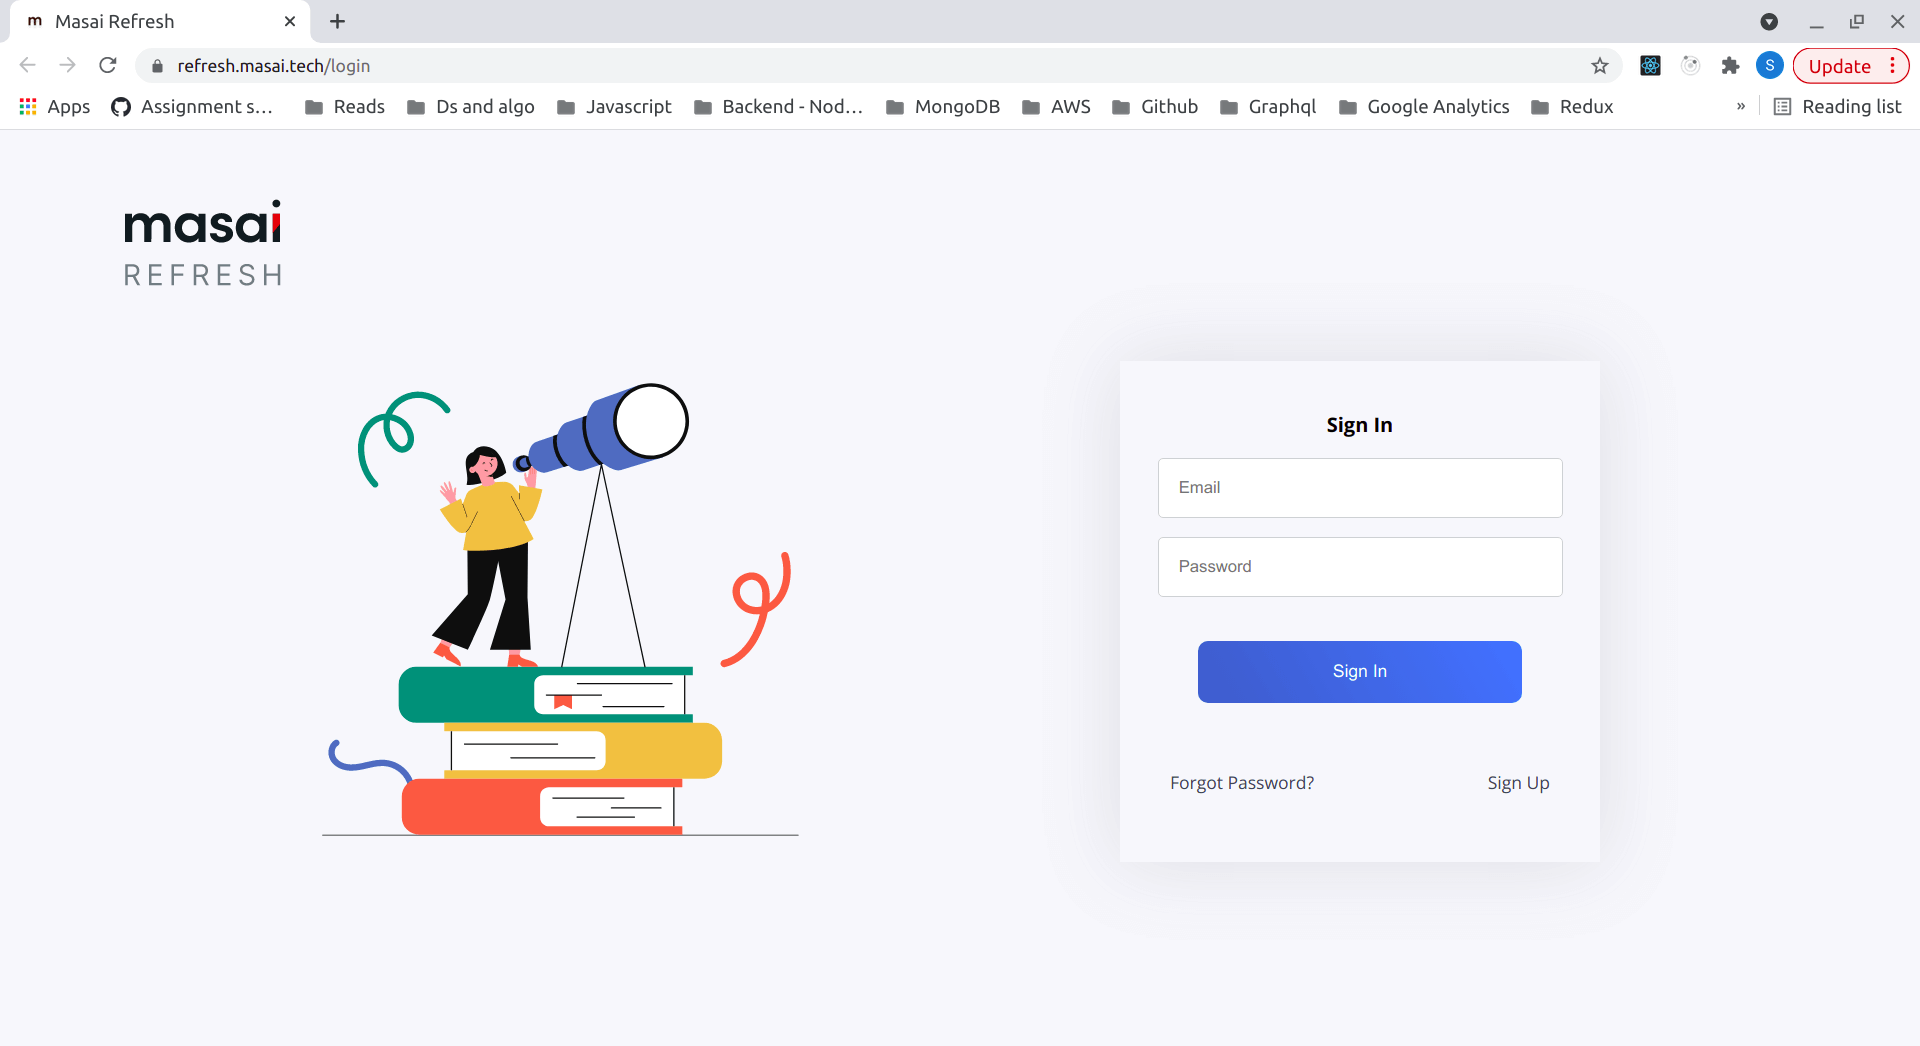 m Masai Refresh
refresh.masai.tech/login
S
Update
Apps Assignment s... Reads Ds and algo Javascript Backend - Nod... MongoDB AWS Github Graphql Google Analytics Redux » Reading list
masai
REFRESH
Sign In
Email
Password
Sign In
Forgot Password? Sign Up